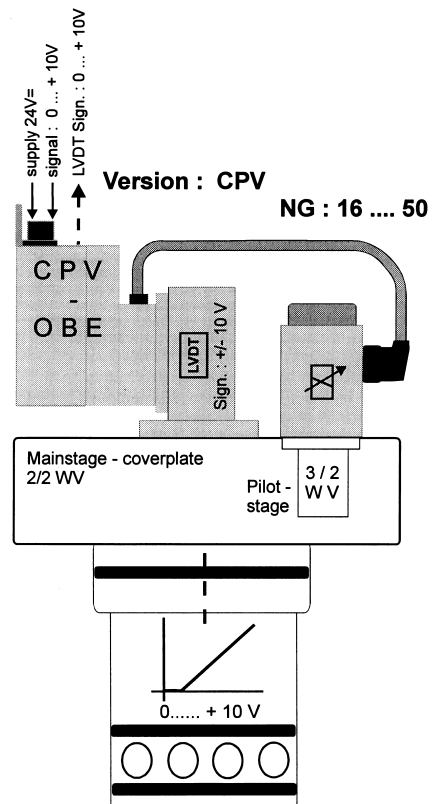 supply 24V=
signal : 0 ... + 10V
LVDT Sign. : 0 ... + 10V
Version : CPV
NG : 16 .... 50
C P V
-
O B E
LVDT
Sign. : +/- 10 V
Mainstage - coverplate
2/2 WV
Pilot -
stage
3 / 2
W V
0...... + 10 V